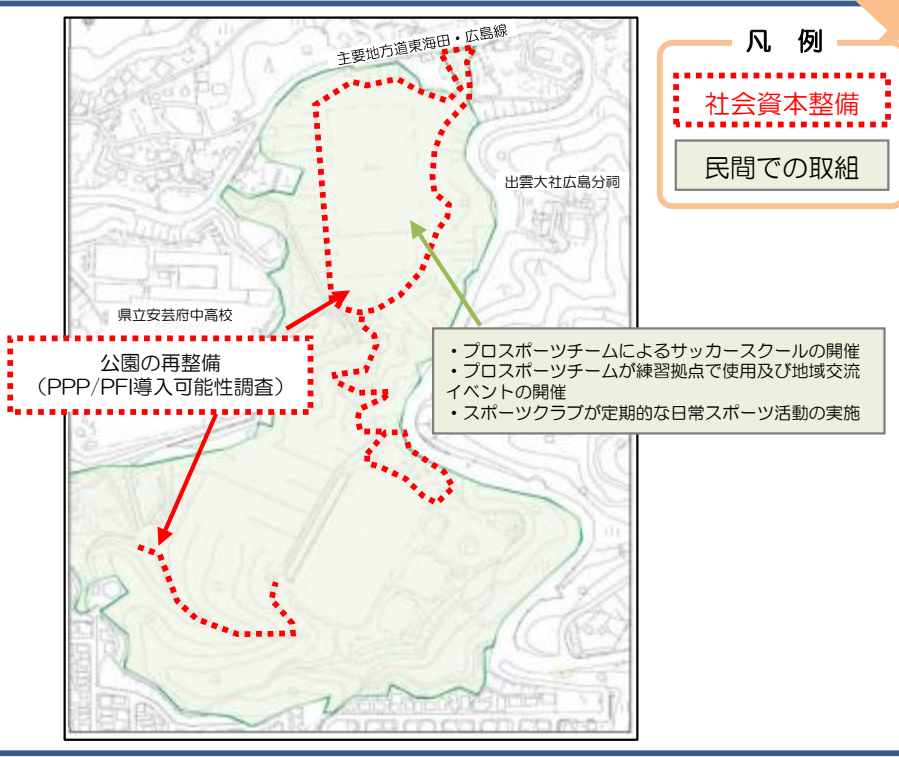 主要地方道東海田・広島線
凡 例
社会資本整備
民間での取組
出雲大社広島分祠
県立安芸府中高校
公園の再整備
（PPP/PFI導入可能性調査）
・プロスポーツチームによるサッカースクールの開催
・プロスポーツチームが練習拠点で使用及び地域交流
イベントの開催
・スポーツクラブが定期的な日常スポーツ活動の実施